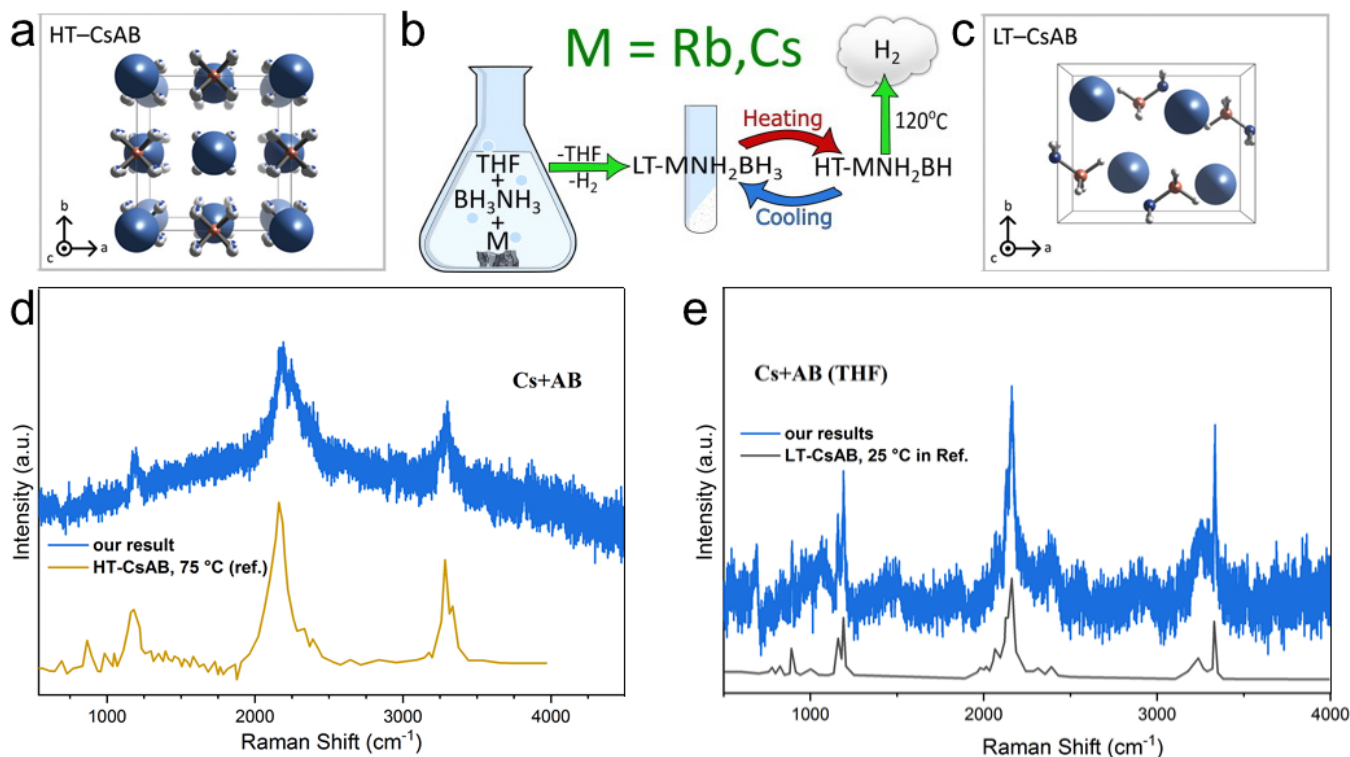 a
HT–CsAB
b
a
c
b
M = Rb,Cs
THF
+
BH₃NH₃
+
M
-THF
-H₂
LT-MNH₂BH₃
Heating
Cooling
HT-MNH₂BH
120°C
H₂
c
LT–CsAB
b
a
c
d
Cs+AB
our result
HT-CsAB, 75 °C (ref.)
Intensity (a.u.)
1000 2000 3000 4000
Raman Shift (cm⁻¹)
e
Cs+AB (THF)
our results
LT-CsAB, 25 °C in Ref.
Intensity (a.u.)
1000 2000 3000 4000
Raman Shift (cm⁻¹)